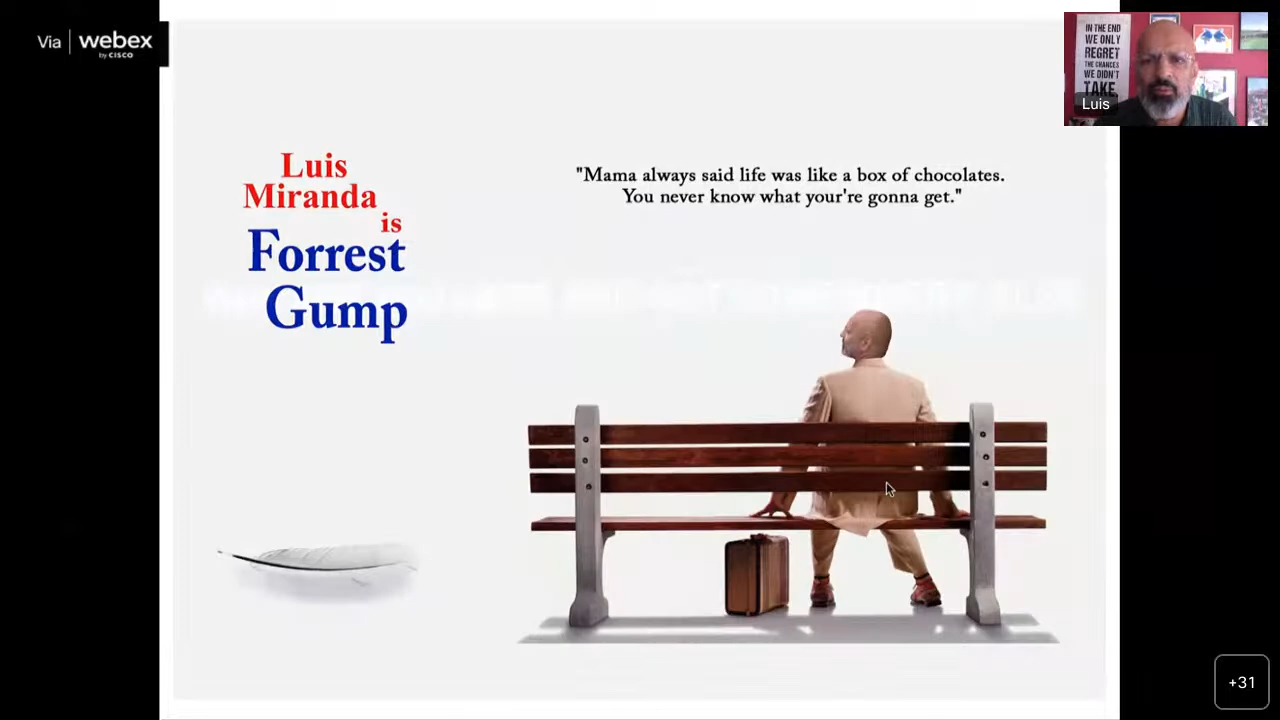 Via webex
by CISCO
IN THE END
WE ONLY
REGRET
THE CHANCES
WE DIDN'T
TAKE.
Luis
Luis
Miranda
is
Forrest
Gump
"Mama always said life was like a box of chocolates.
You never know what your're gonna get."
+31